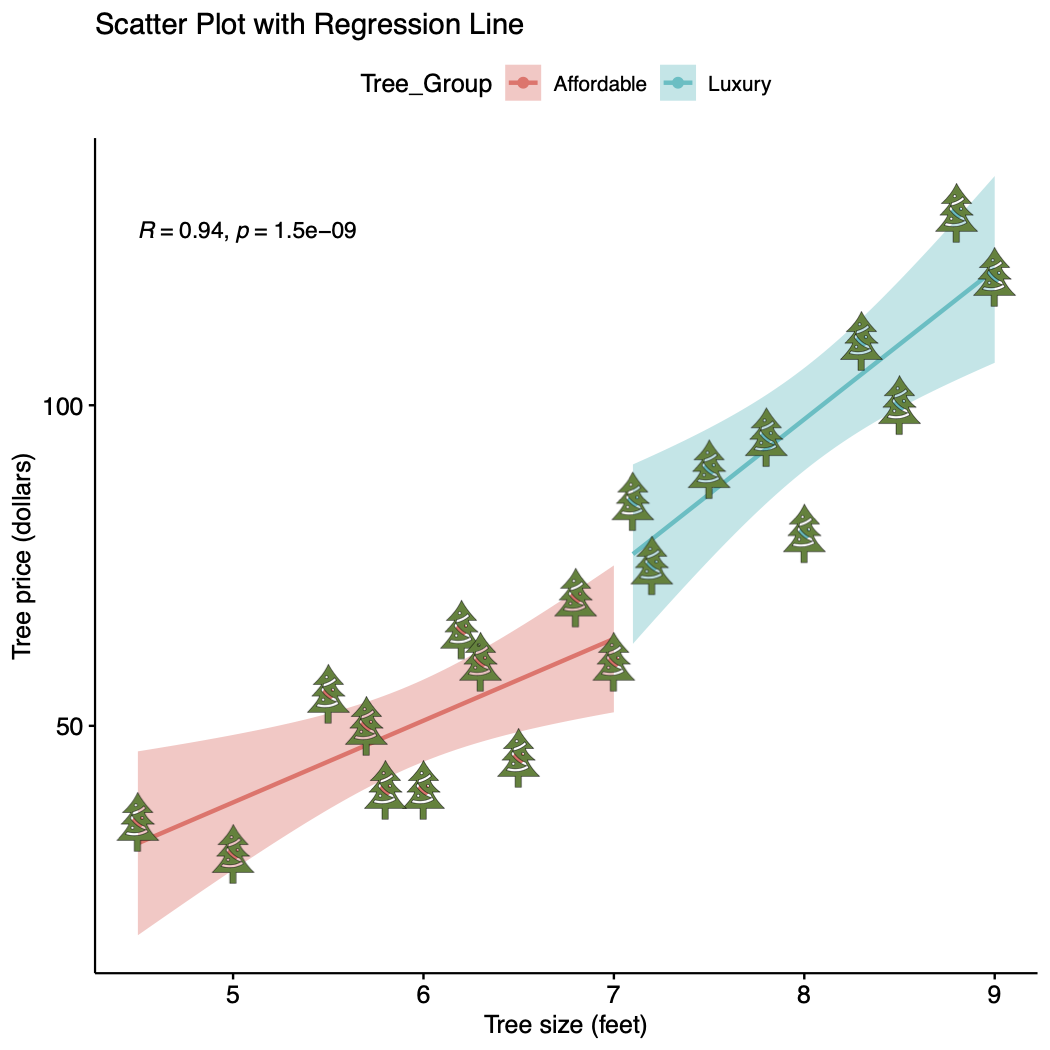 Scatter Plot with Regression Line
Tree_Group Affordable Luxury
R = 0.94, p = 1.5e−09
Tree price (dollars)
100
50
5 6 7 8 9
Tree size (feet)